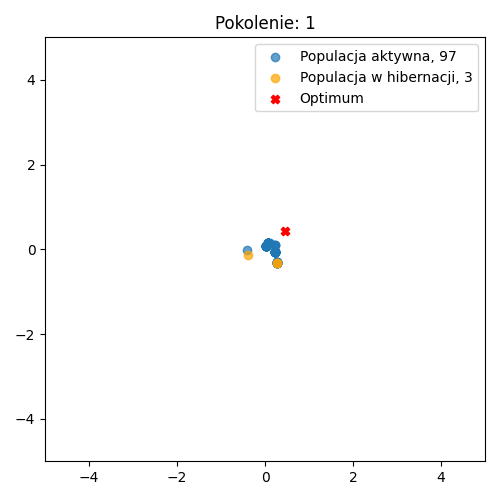 Pokolenie: 1
Populacja aktywna, 97
Populacja w hibernacji, 3
Optimum
4
2
0
−2
−4
−4
−2
0
2
4